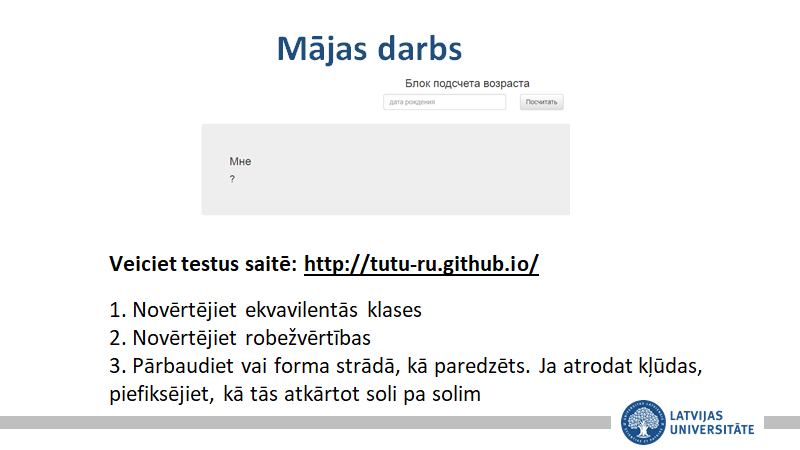 Mājas darbs
Блок подсчета возраста
дата рождения
Посчитать
Мне
?
Veiciet testus saitē: http://tutu-ru.github.io/
1. Novērtējiet ekvavilentās klases
2. Novērtējiet robežvērtības
3. Pārbaudiet vai forma strādā, kā paredzēts. Ja atrodat kļūdas,
piefiksējiet, kā tās atkārtot soli pa solim
LATVIJAS
UNIVERSITĀTE